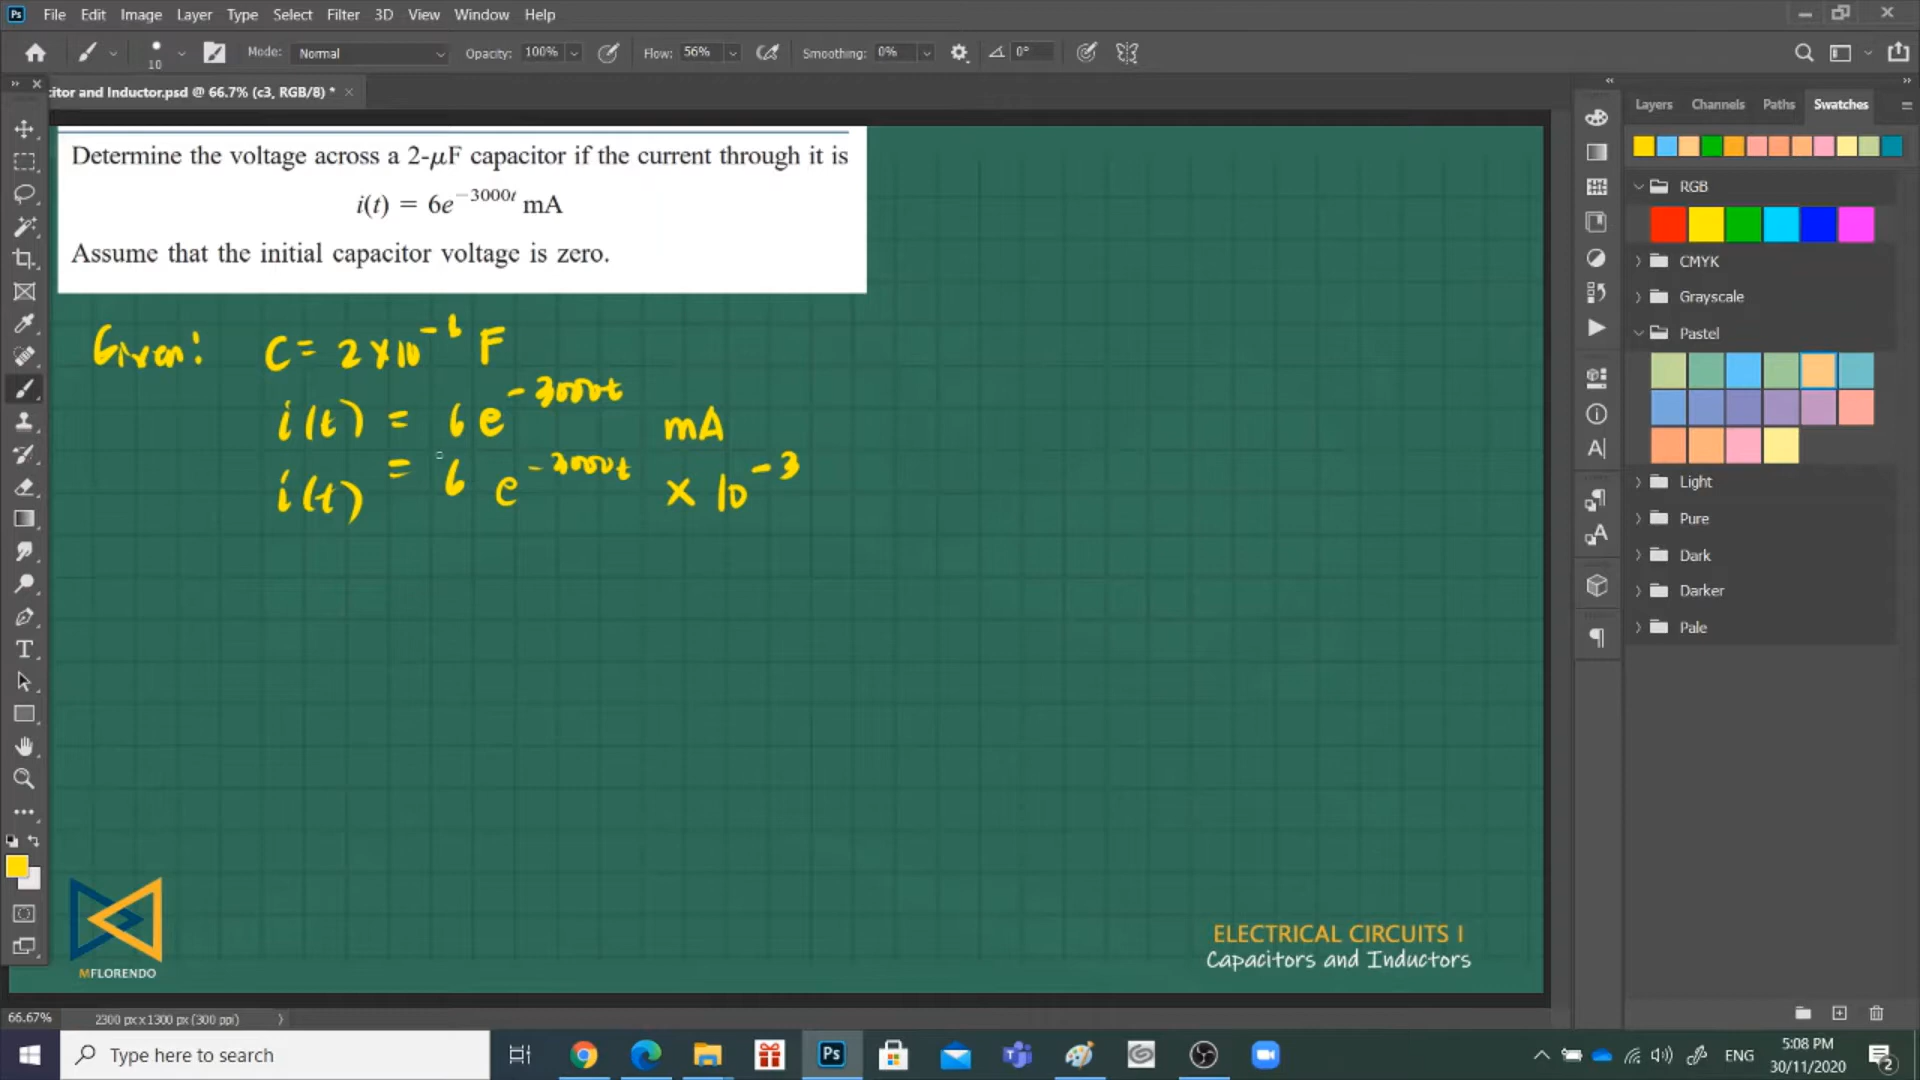 File Edit Image Layer Type Select Filter 3D View Window Help
10 Mode: Normal Opacity: 100% Flow: 56% Smoothing: 0% 0°
citor and Inductor.psd @ 66.7% (c3, RGB/8) *
Layers Channels Paths Swatches
Determine the voltage across a 2-μF capacitor if the current through it is
i(t) = 6e^−3000t mA
Assume that the initial capacitor voltage is zero.
Given: C = 2 x 10^-6 F
i(t) = 6 e^-3000t mA
i(t) = 6 e^-3000t x 10^-3
RGB
CMYK
Grayscale
Pastel
Light
Pure
Dark
Darker
Pale
MFLORENDO
ELECTRICAL CIRCUITS I
Capacitors and Inductors
66.67% 2300 px x 1300 px (300 ppi)
Type here to search
ENG
5:08 PM
30/11/2020
2